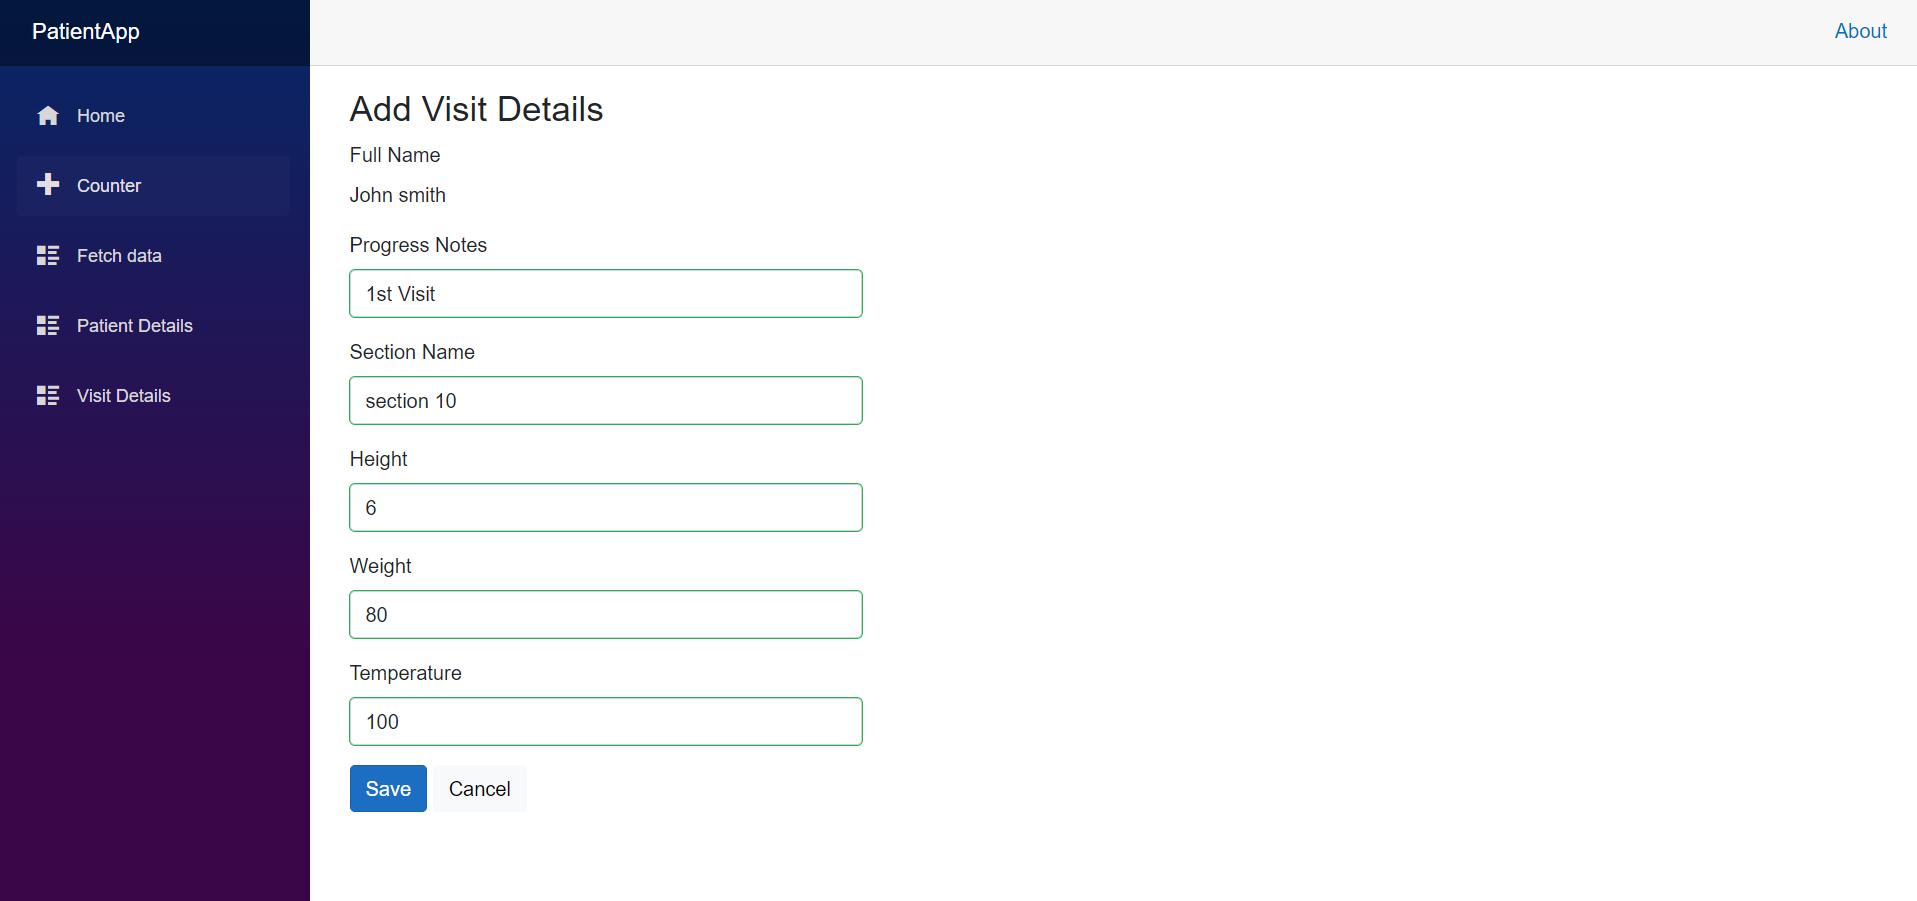 PatientApp
About
Home
Counter
Fetch data
Patient Details
Visit Details
Add Visit Details
Full Name
John smith
Progress Notes
1st Visit
Section Name
section 10
Height
6
Weight
80
Temperature
100
Save Cancel